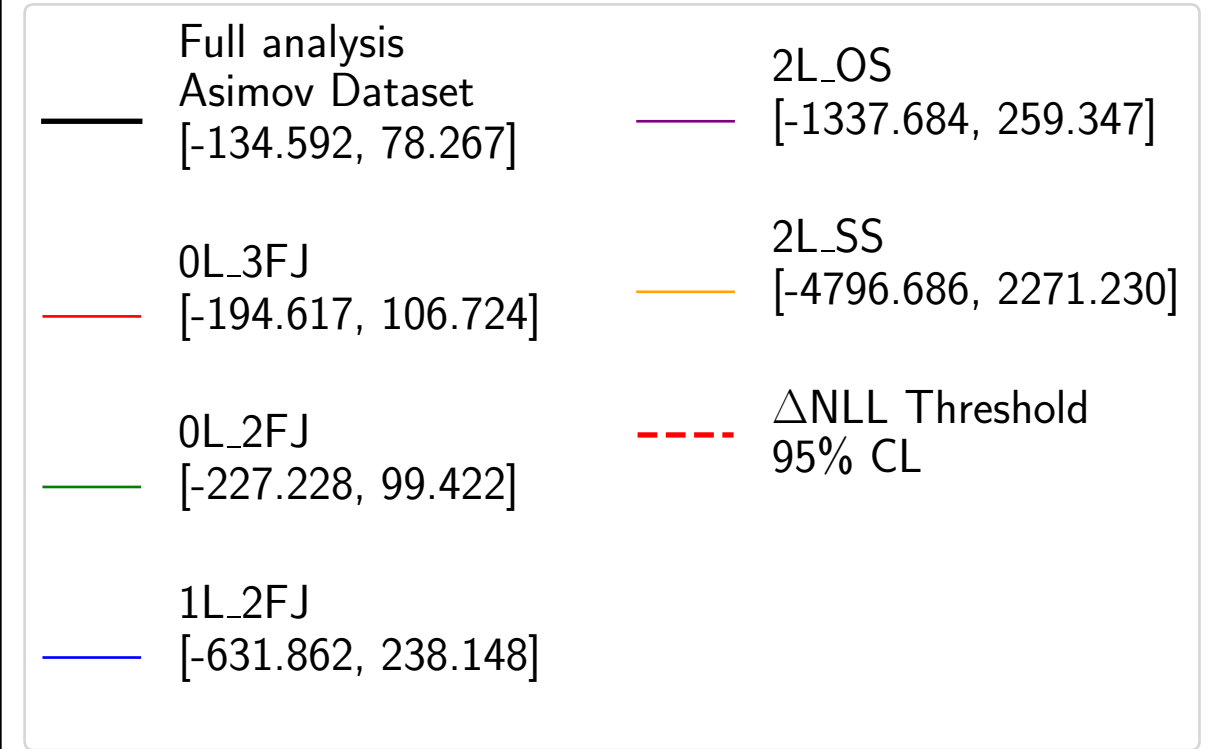 Full analysis
Asimov Dataset
[-134.592, 78.267]
0L_3FJ
[-194.617, 106.724]
0L_2FJ
[-227.228, 99.422]
1L_2FJ
[-631.862, 238.148]
2L_OS
[-1337.684, 259.347]
2L_SS
[-4796.686, 2271.230]
ΔNLL Threshold
95% CL